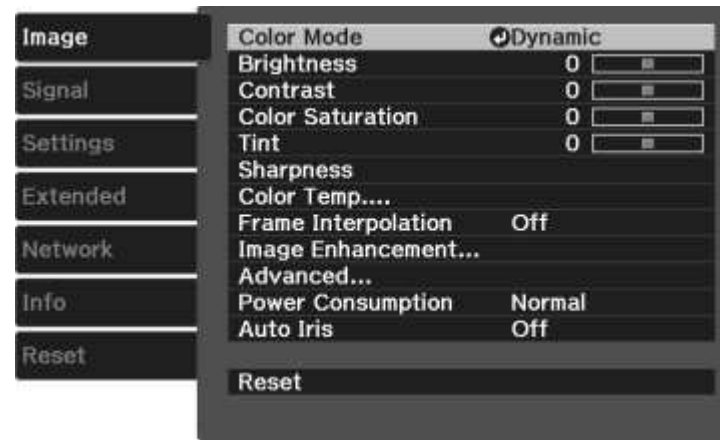 Image
Signal
Settings
Extended
Network
Info
Reset
Color Mode Dynamic
Brightness 0
Contrast 0
Color Saturation 0
Tint 0
Sharpness
Color Temp....
Frame Interpolation Off
Image Enhancement...
Advanced...
Power Consumption Normal
Auto Iris Off
Reset